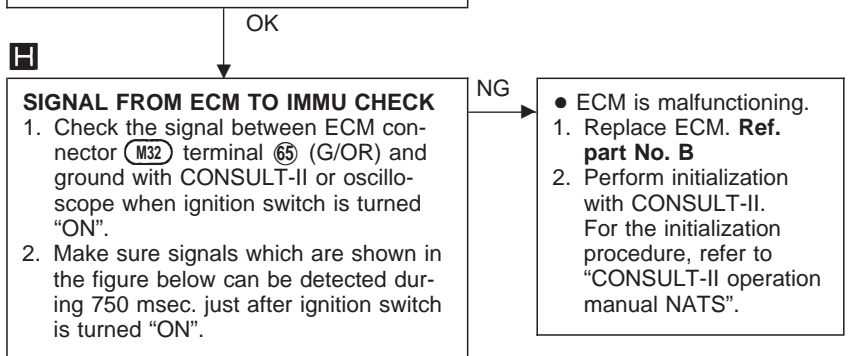 OK
H
SIGNAL FROM ECM TO IMMU CHECK
1. Check the signal between ECM con-
nector M32 terminal 65 (G/OR) and
ground with CONSULT-II or oscillo-
scope when ignition switch is turned
“ON”.
2. Make sure signals which are shown in
the figure below can be detected dur-
ing 750 msec. just after ignition switch
is turned “ON”.
NG
● ECM is malfunctioning.
1. Replace ECM. Ref.
part No. B
2. Perform initialization
with CONSULT-II.
For the initialization
procedure, refer to
“CONSULT-II operation
manual NATS”.